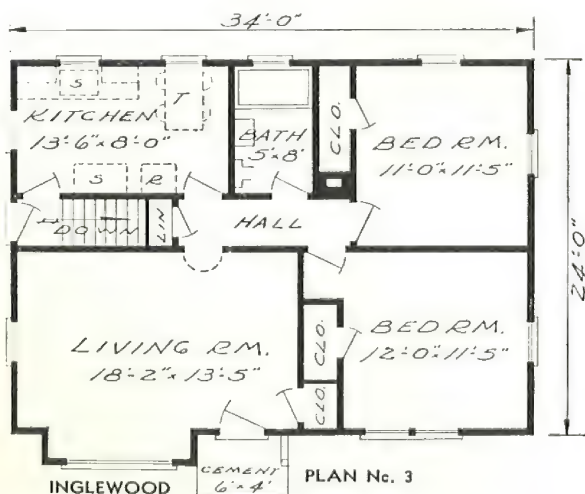 34'-0"
S
T
KITCHEN
13'-6"x8'-0"
BATH
5'x8'
CLO.
BED RM.
11'-0"x11'-5"
S
R
DOWN
LIN
HALL
24'-0"
LIVING RM.
18'-2"x13'-5"
CLO.
BED RM.
12'-0"x11'-5"
CLO.
CEMENT
6'x4'
INGLEWOOD
PLAN No. 3